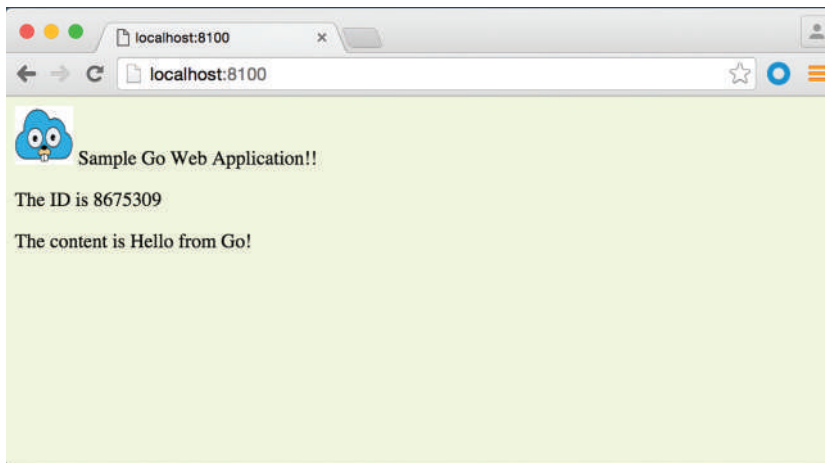 localhost:8100
localhost:8100
Sample Go Web Application!!
The ID is 8675309
The content is Hello from Go!